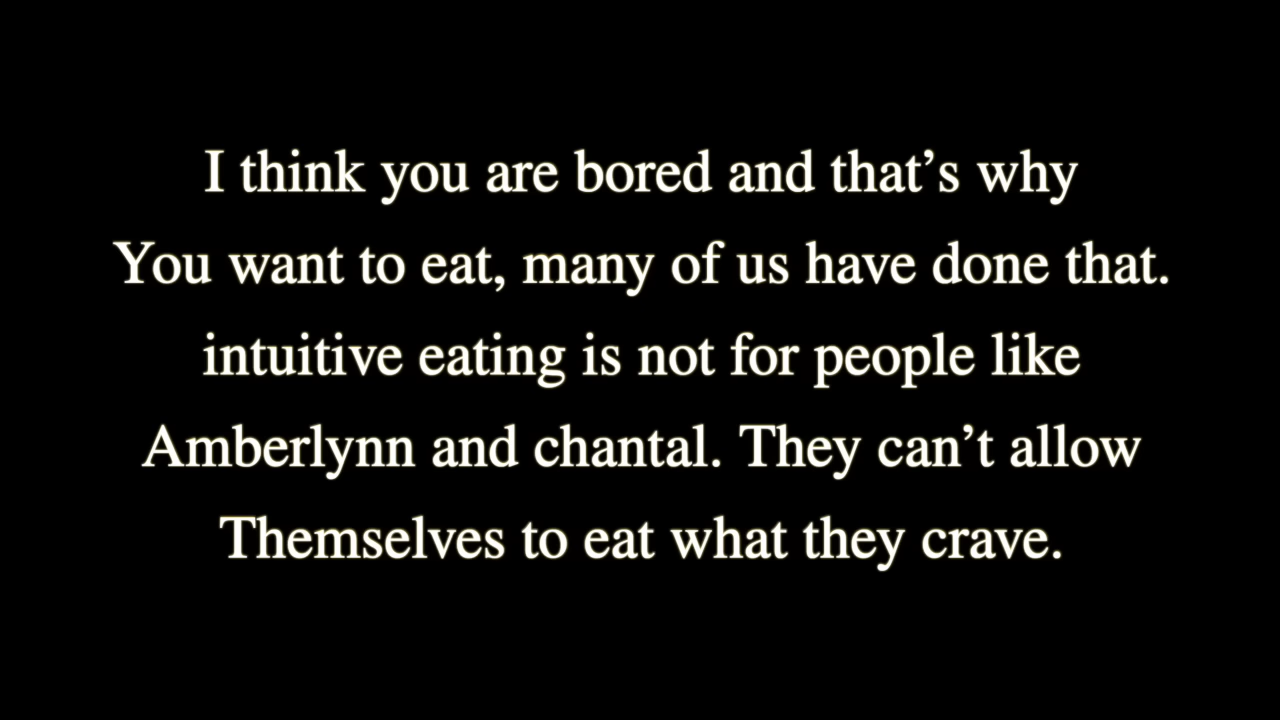 I think you are bored and that’s why
You want to eat, many of us have done that.
intuitive eating is not for people like
Amberlynn and chantal. They can’t allow
Themselves to eat what they crave.